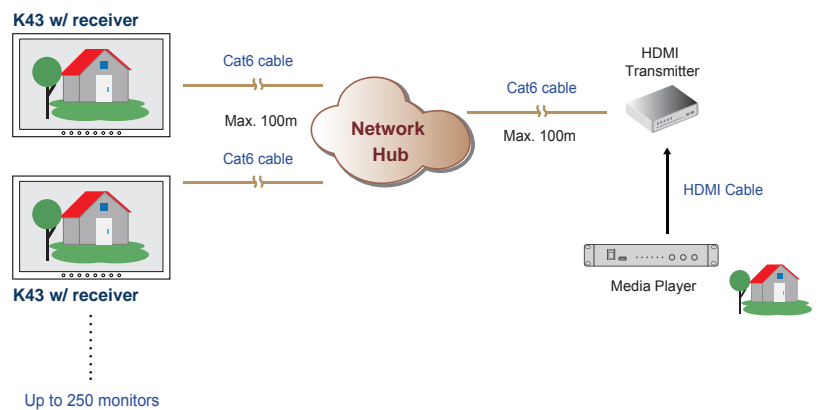 K43 w/ receiver
Cat6 cable
Max. 100m
Cat6 cable
K43 w/ receiver
Up to 250 monitors
Network
Hub
Cat6 cable
Max. 100m
HDMI
Transmitter
HDMI Cable
Media Player